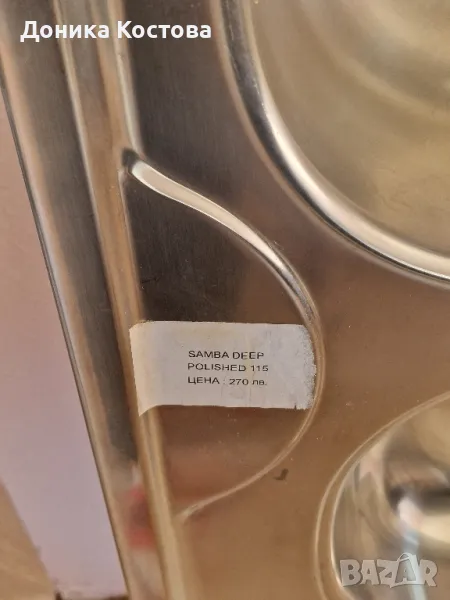 Доника Костова
SAMBA DEEP
POLISHED 115
ЦЕНА : 270 лв.
BAZAR